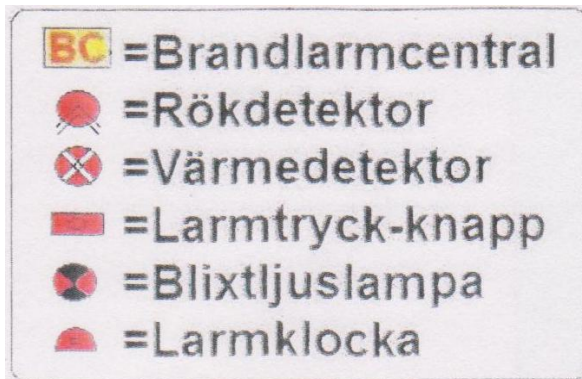 BC =Brandlarmcentral
=Rökdetektor
=Värmedetektor
=Larmtryck-knapp
=Blixtljuslampa
=Larmklocka